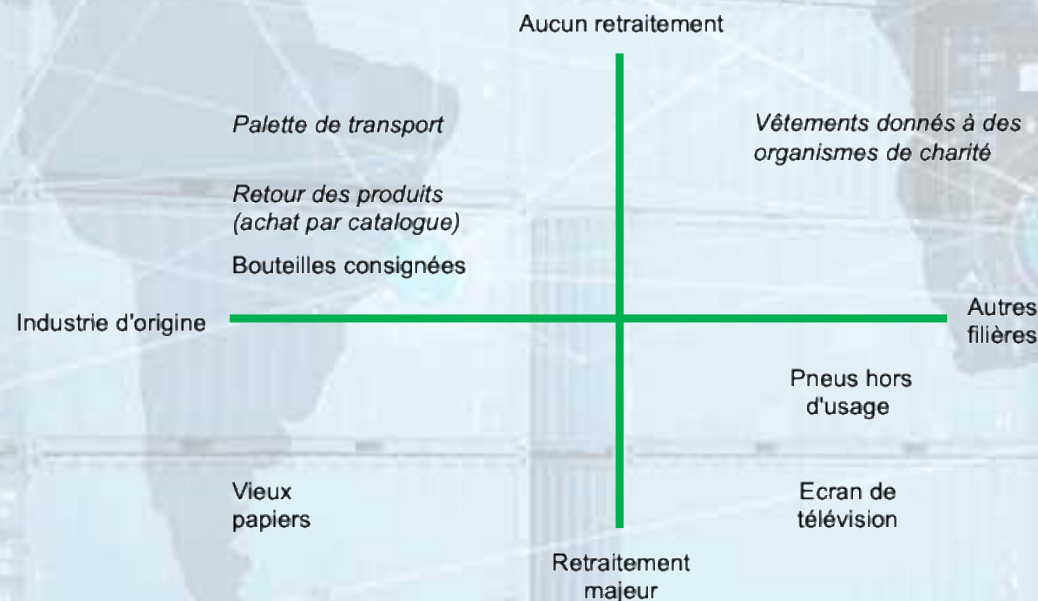 Aucun retraitement
Palette de transport
Vêtements donnés à des
organismes de charité
Retour des produits
(achat par catalogue)
Bouteilles consignées
Industrie d'origine
Autres
filières
Pneus hors
d'usage
Vieux
papiers
Ecran de
télévision
Retraitement
majeur